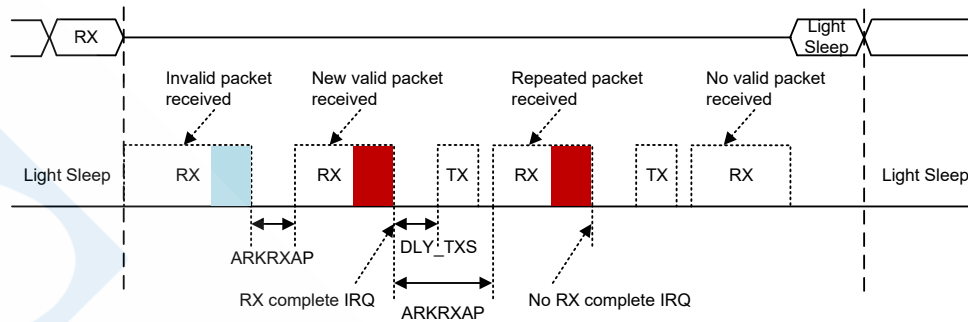 RX
Light
Sleep
Invalid packet
received
New valid packet
received
Repeated packet
received
No valid packet
received
Light Sleep
RX
RX
TX
RX
TX
RX
Light Sleep
ARKRXAP
DLY_TXS
RX complete IRQ
No RX complete IRQ
ARKRXAP